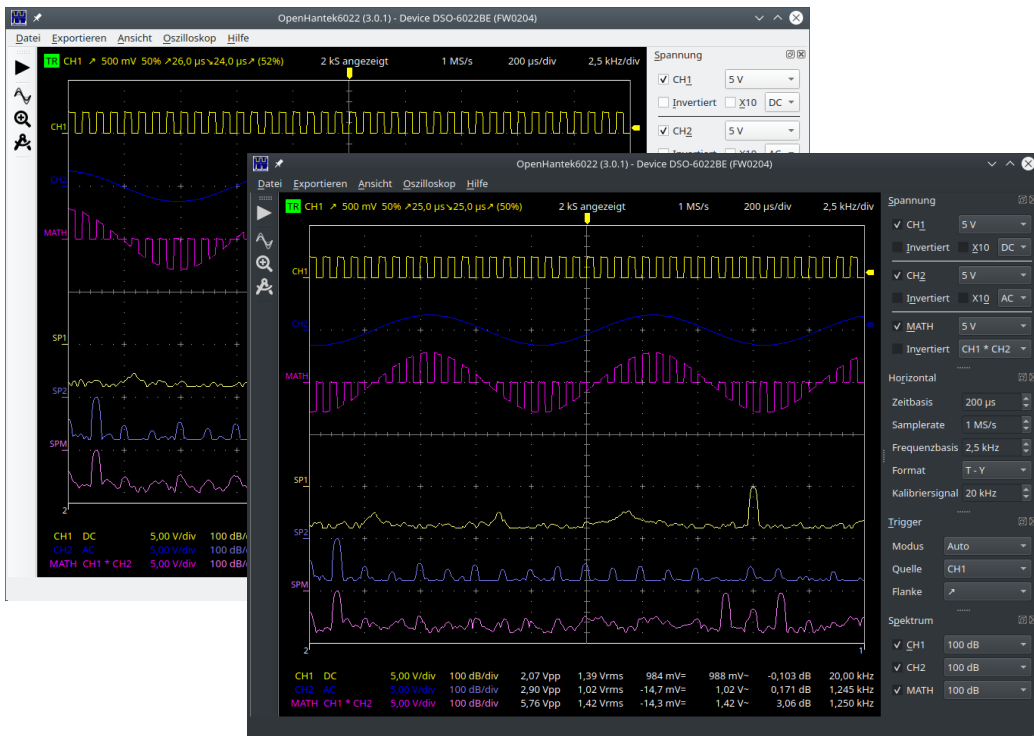 OpenHantek6022 (3.0.1) - Device DSO-6022BE (FW0204)
Datei Exportieren Ansicht Oszilloskop Hilfe
TR CH1 ↗ 500 mV 50% ↗26,0 µs↘24,0 µs↗ (52%) 2 kS angezeigt 1 MS/s 200 µs/div 2,5 kHz/div
Spannung
CH1 5 V
Invertiert X10 DC
CH2 5 V
CH1
CH2
MATH
SP1
SP2
SPM
2
CH1 DC 5,00 V/div 100 dB/
CH2 AC 5,00 V/div 100 dB/
MATH CH1 * CH2 5,00 V/div 100 dB/
OpenHantek6022 (3.0.1) - Device DSO-6022BE (FW0204)
Datei Exportieren Ansicht Oszilloskop Hilfe
TR CH1 ↗ 500 mV 50% ↗25,0 µs↘25,0 µs↗ (50%) 2 kS angezeigt 1 MS/s 200 µs/div 2,5 kHz/div
CH1
CH2
MATH
SP1
SP2
SPM
2 1
CH1 DC 5,00 V/div 100 dB/div 2,07 Vpp 1,39 Vrms 984 mV= 988 mV~ -0,103 dB 20,00 kHz
CH2 AC 5,00 V/div 100 dB/div 2,90 Vpp 1,02 Vrms -14,7 mV= 1,02 V~ 0,171 dB 1,245 kHz
MATH CH1 * CH2 5,00 V/div 100 dB/div 5,76 Vpp 1,42 Vrms -14,3 mV= 1,42 V~ 3,06 dB 1,250 kHz
Spannung
CH1 5 V
Invertiert X10 DC
CH2 5 V
Invertiert X10 AC
MATH 5 V
Invertiert CH1 * CH2
Horizontal
Zeitbasis 200 µs
Samplerate 1 MS/s
Frequenzbasis 2,5 kHz
Format T - Y
Kalibriersignal 20 kHz
Trigger
Modus Auto
Quelle CH1
Flanke ↗
Spektrum
CH1 100 dB
CH2 100 dB
MATH 100 dB